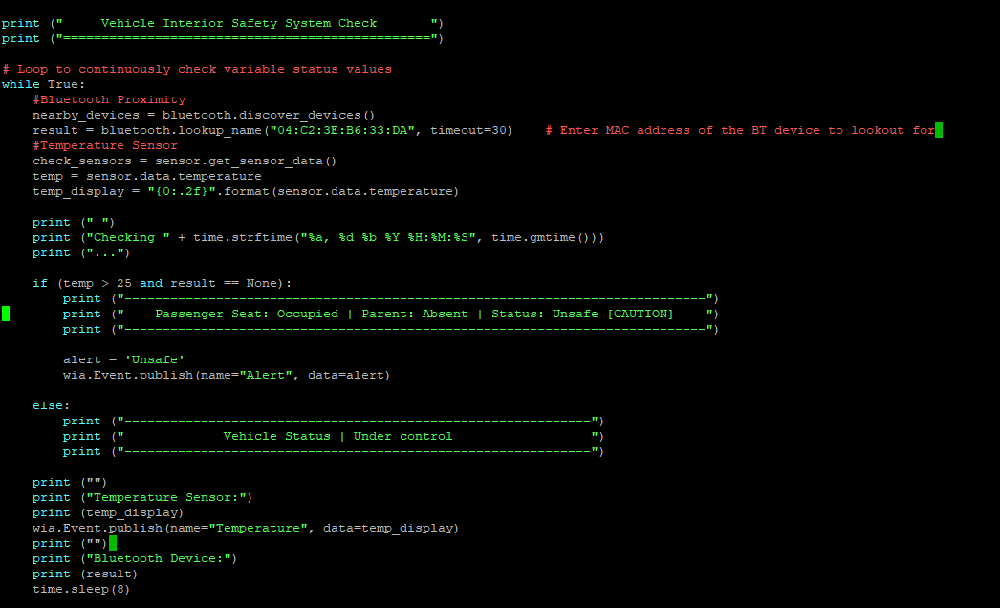 print ("     Vehicle Interior Safety System Check       ")
print ("================================================")

# Loop to continuously check variable status values
while True:
    #Bluetooth Proximity
    nearby_devices = bluetooth.discover_devices()
    result = bluetooth.lookup_name("04:C2:3E:B6:33:DA", timeout=30)    # Enter MAC address of the BT device to lookout for
    #Temperature Sensor
    check_sensors = sensor.get_sensor_data()
    temp = sensor.data.temperature
    temp_display = "{0:.2f}".format(sensor.data.temperature)

    print (" ")
    print ("Checking " + time.strftime("%a, %d %b %Y %H:%M:%S", time.gmtime()))
    print ("...")

    if (temp > 25 and result == None):
        print ("----------------------------------------------------------------------------")
        print ("    Passenger Seat: Occupied | Parent: Absent | Status: Unsafe [CAUTION]    ")
        print ("----------------------------------------------------------------------------")

        alert = 'Unsafe'
        wia.Event.publish(name="Alert", data=alert)

    else:
        print ("-------------------------------------------------------------")
        print ("             Vehicle Status | Under control                  ")
        print ("-------------------------------------------------------------")

    print ("")
    print ("Temperature Sensor:")
    print (temp_display)
    wia.Event.publish(name="Temperature", data=temp_display)
    print ("")
    print ("Bluetooth Device:")
    print (result)
    time.sleep(8)